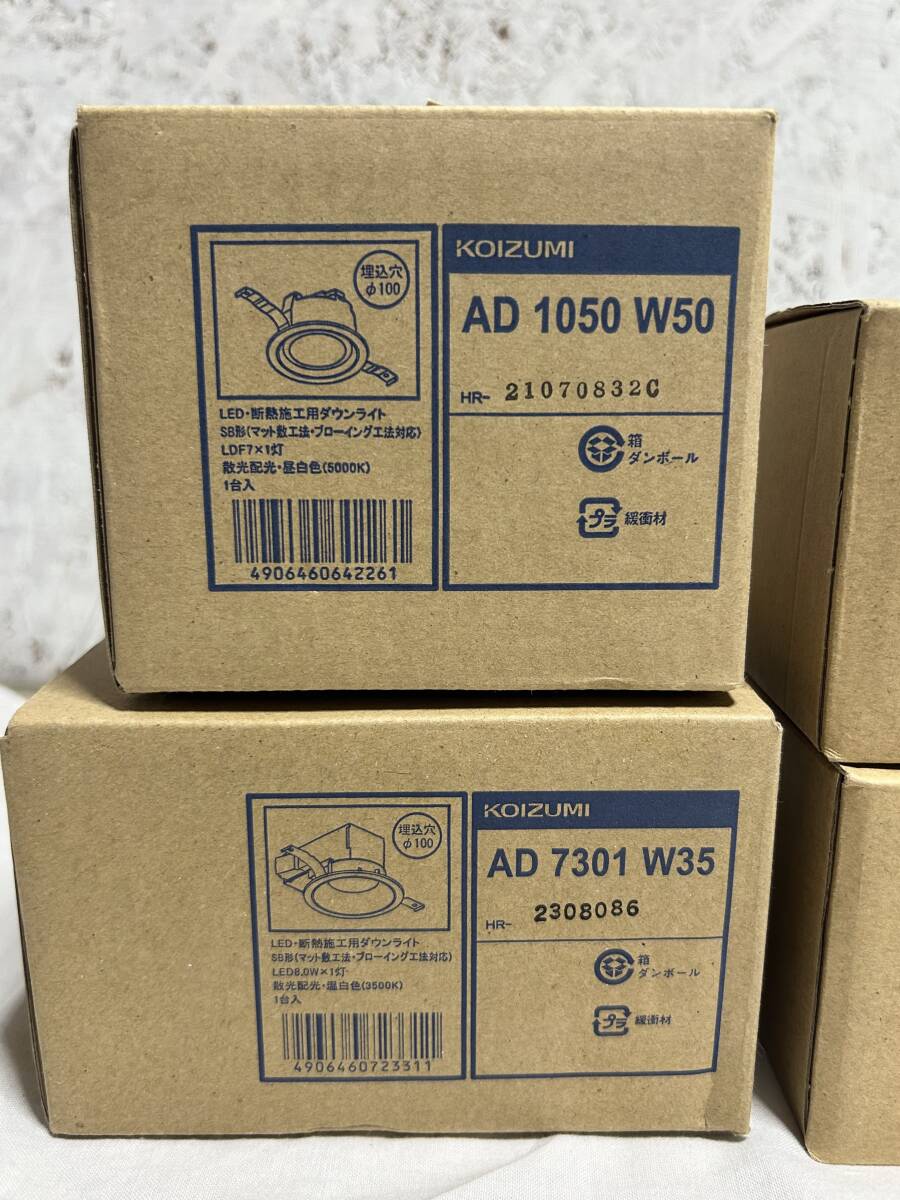 埋込穴
φ100
LED・断熱施工用ダウンライト
SB形(マット敷工法・ブローイング工法対応)
LDF7×1灯
散光配光・昼白色(5000K)
1台入
4906460642261
KOIZUMI
AD 1050 W50
HR- 21070832C
箱
ダンボール
プラ 緩衝材
埋込穴
φ100
LED・断熱施工用ダウンライト
SB形(マット敷工法・ブローイング工法対応)
LED8.0W×1灯
散光配光・温白色(3500K)
1台入
4906460723311
KOIZUMI
AD 7301 W35
HR- 2308086
箱
ダンボール
プラ 緩衝材